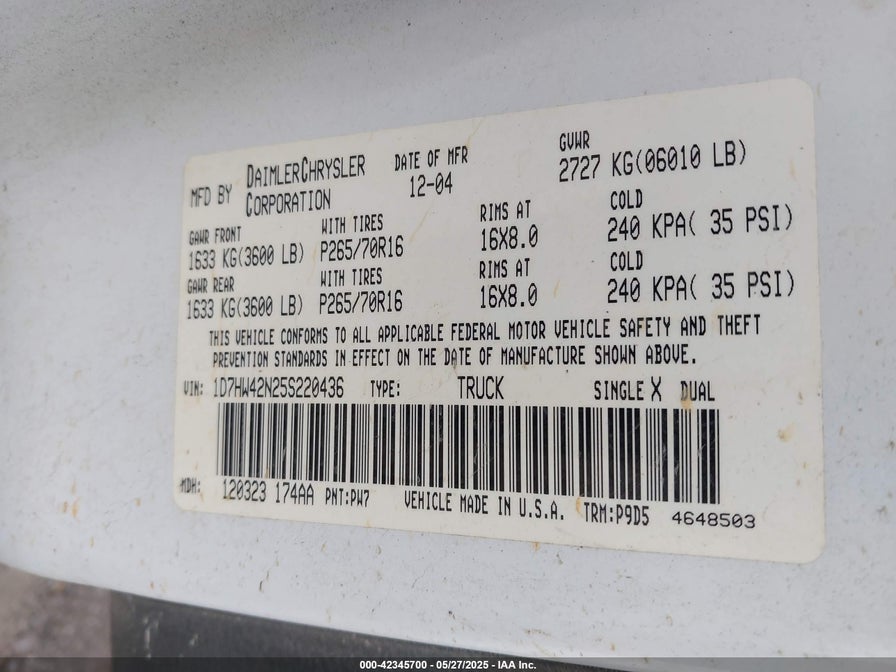 MFD BY DAIMLERCHRYSLER CORPORATION DATE OF MFR 12-04 GVWR 2727 KG(06010 LB)
GAWR FRONT WITH TIRES RIMS AT COLD
1633 KG(3600 LB) P265/70R16 16X8.0 240 KPA( 35 PSI)
GAWR REAR WITH TIRES RIMS AT COLD
1633 KG(3600 LB) P265/70R16 16X8.0 240 KPA( 35 PSI)
THIS VEHICLE CONFORMS TO ALL APPLICABLE FEDERAL MOTOR VEHICLE SAFETY AND THEFT
PREVENTION STANDARDS IN EFFECT ON THE DATE OF MANUFACTURE SHOWN ABOVE.
VIN: 1D7HW42N25S220436 TYPE: TRUCK SINGLE X DUAL
MDH: 120323 174AA PNT:PW7 VEHICLE MADE IN U.S.A. TRM:P9D5 4648503
000-42345700 - 05/27/2025 - IAA Inc.